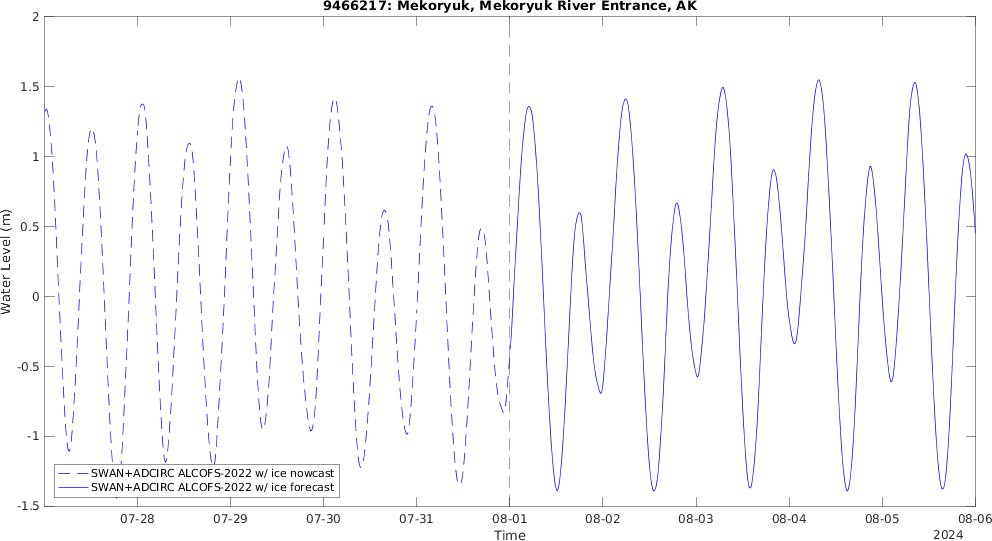 9466217: Mekoryuk, Mekoryuk River Entrance, AK
2
1.5
1
0.5
0
-0.5
-1
-1.5
Water Level (m)
SWAN+ADCIRC ALCOFS-2022 w/ ice nowcast
SWAN+ADCIRC ALCOFS-2022 w/ ice forecast
07-28 07-29 07-30 07-31 08-01 08-02 08-03 08-04 08-05 08-06
Time
2024